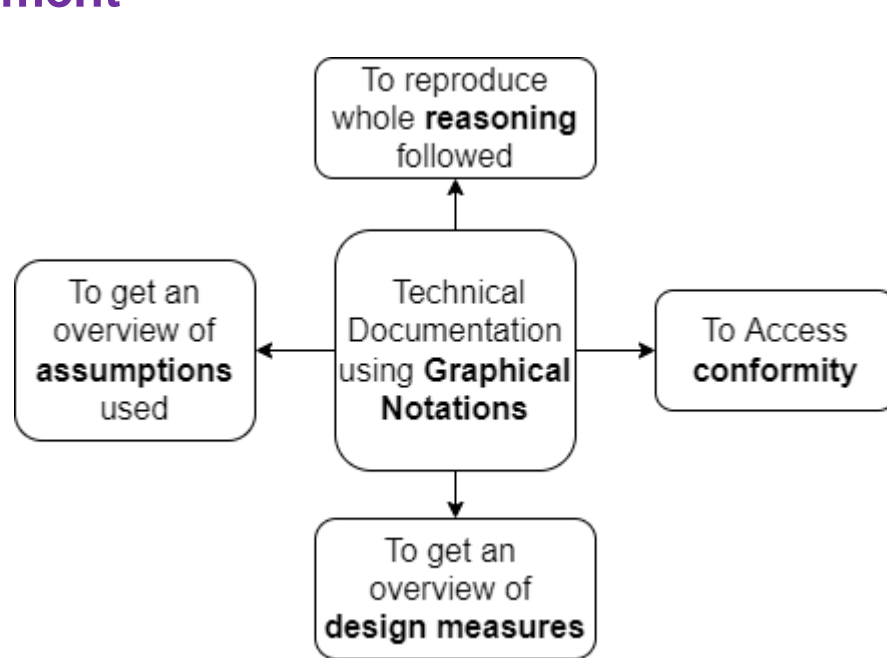 To reproduce
whole reasoning
followed
To get an
overview of
assumptions
used
Technical
Documentation
using Graphical
Notations
To Access
conformity
To get an
overview of
design measures